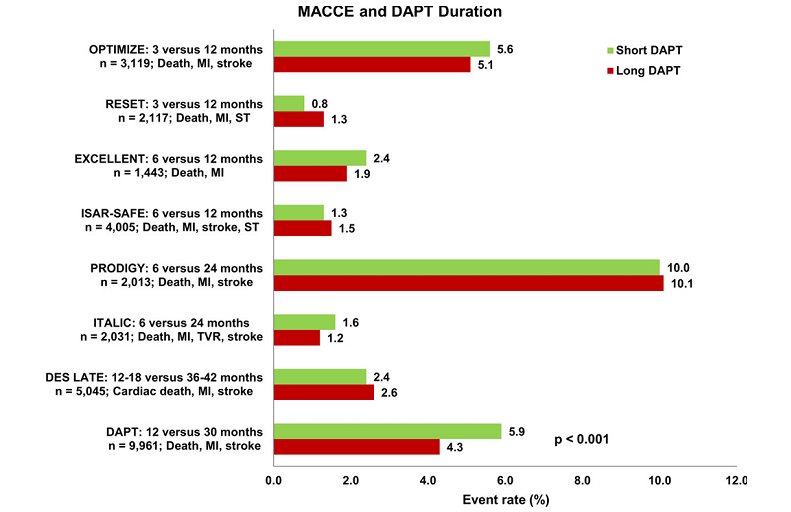 MACCE and DAPT Duration
OPTIMIZE: 3 versus 12 months
n = 3,119; Death, MI, stroke
5.6
5.1
Short DAPT
Long DAPT
RESET: 3 versus 12 months
n = 2,117; Death, MI, ST
0.8
1.3
EXCELLENT: 6 versus 12 months
n = 1,443; Death, MI
2.4
1.9
ISAR-SAFE: 6 versus 12 months
n = 4,005; Death, MI, stroke, ST
1.3
1.5
PRODIGY: 6 versus 24 months
n = 2,013; Death, MI, stroke
10.0
10.1
ITALIC: 6 versus 24 months
n = 2,031; Death, MI, TVR, stroke
1.6
1.2
DES LATE: 12-18 versus 36-42 months
n = 5,045; Cardiac death, MI, stroke
2.4
2.6
DAPT: 12 versus 30 months
n = 9,961; Death, MI, stroke
5.9
4.3
p < 0.001
0.0 2.0 4.0 6.0 8.0 10.0 12.0
Event rate (%)